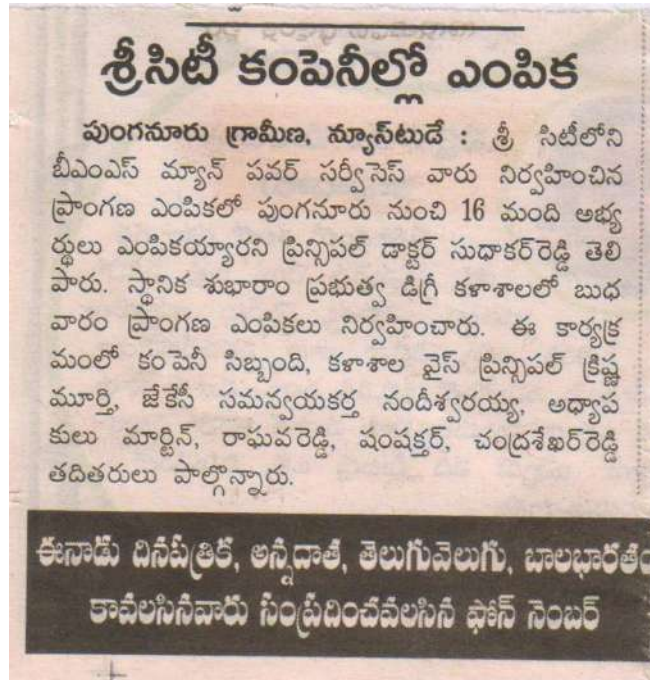 శ్రీసిటీ కంపెనీల్లో ఎంపిక
పుంగనూరు గ్రామీణ, న్యూస్‌టుడే : శ్రీ సిటీలోని
బీఎంఎస్ మ్యాన్ పవర్ సర్వీసెస్ వారు నిర్వహించిన
ప్రాంగణ ఎంపికలో పుంగనూరు నుంచి 16 మంది అభ్య
ర్థులు ఎంపికయ్యారని ప్రిన్సిపల్ డాక్టర్ సుధాకర్‌రెడ్డి తెలి
పారు. స్థానిక శుభారాం ప్రభుత్వ డిగ్రీ కళాశాలలో బుధ
వారం ప్రాంగణ ఎంపికలు నిర్వహించారు. ఈ కార్యక్ర
మంలో కంపెనీ సిబ్బంది, కళాశాల వైస్ ప్రిన్సిపల్ క్రిష్ణ
మూర్తి, జేకేసీ సమన్వయకర్త నందీశ్వరయ్య, అధ్యాప
కులు మార్టిన్, రాఘవరెడ్డి, షంషక్తర్, చంద్రశేఖర్‌రెడ్డి
తదితరులు పాల్గొన్నారు.
ఈనాడు దినపత్రిక, అన్నదాత, తెలుగువెలుగు, బాలభారతం
కావలసినవారు సంప్రదించవలసిన ఫోన్ నెంబర్